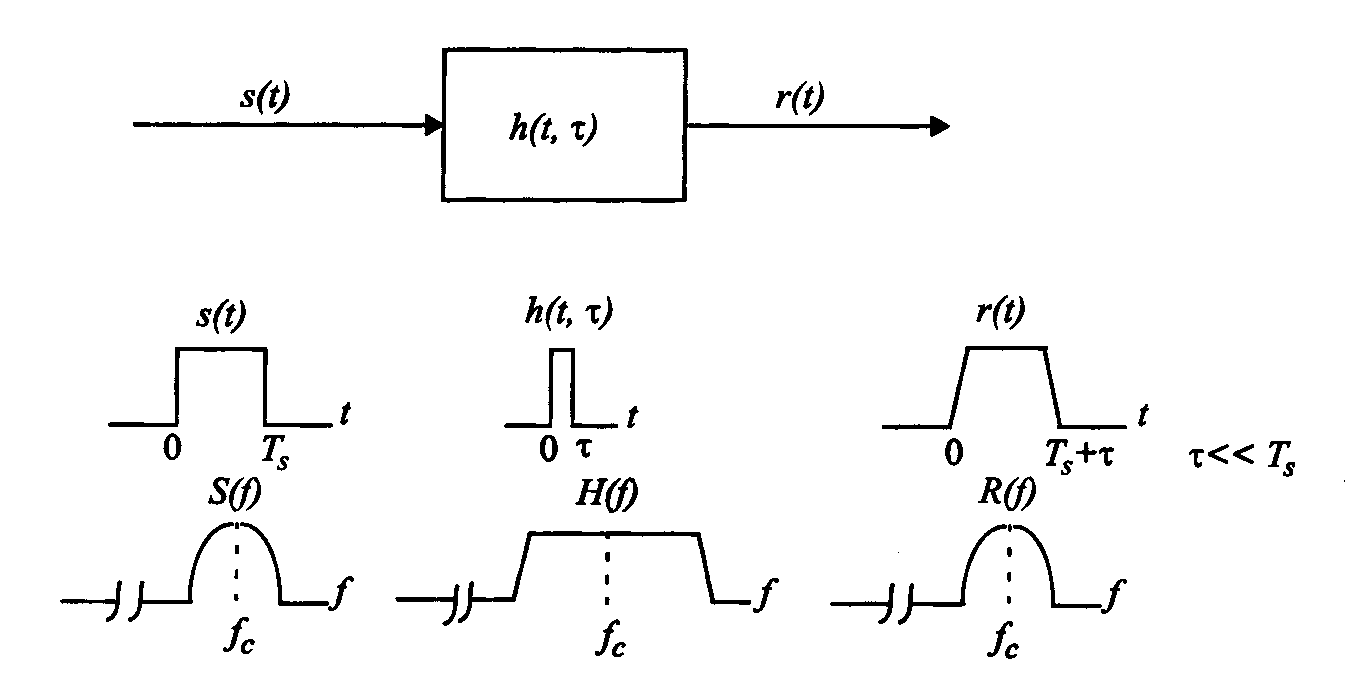 s(t) r(t)
h(t, τ)
s(t) h(t, τ) r(t)
t t t
0 T_s 0 τ 0 T_s+τ τ<< T_s
S(f) H(f) R(f)
f f f
f_c f_c f_c